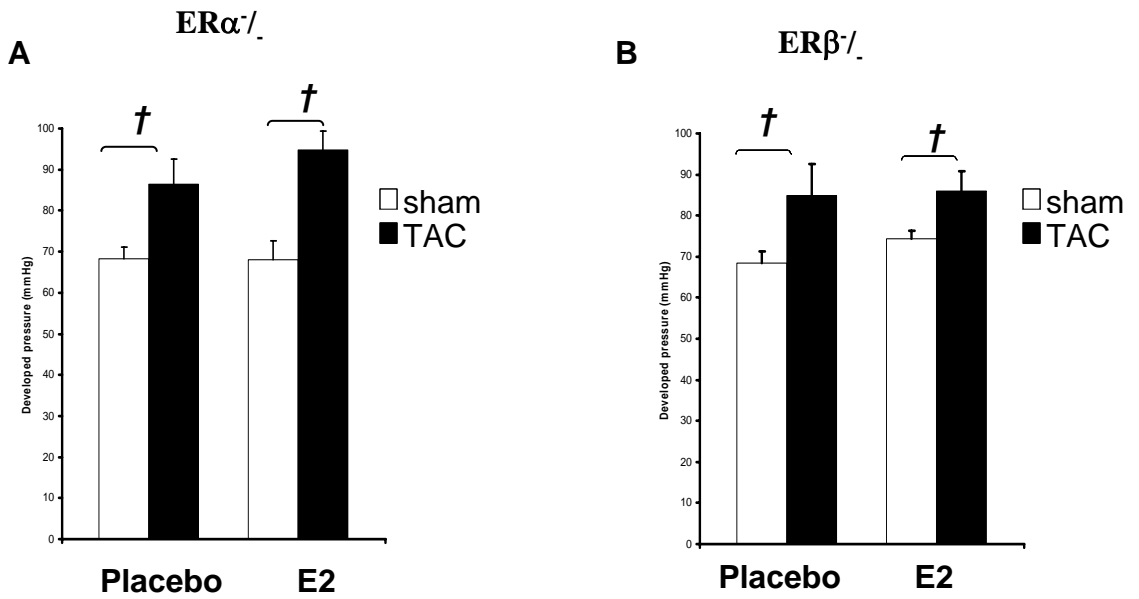 ERα-/-
A
†
†
100
90
80
70
60
50
40
30
20
10
0
Developed pressure (mmHg)
sham
TAC
Placebo
E2
ERβ-/-
B
†
†
100
90
80
70
60
50
40
30
20
10
0
Developed pressure (mmHg)
sham
TAC
Placebo
E2